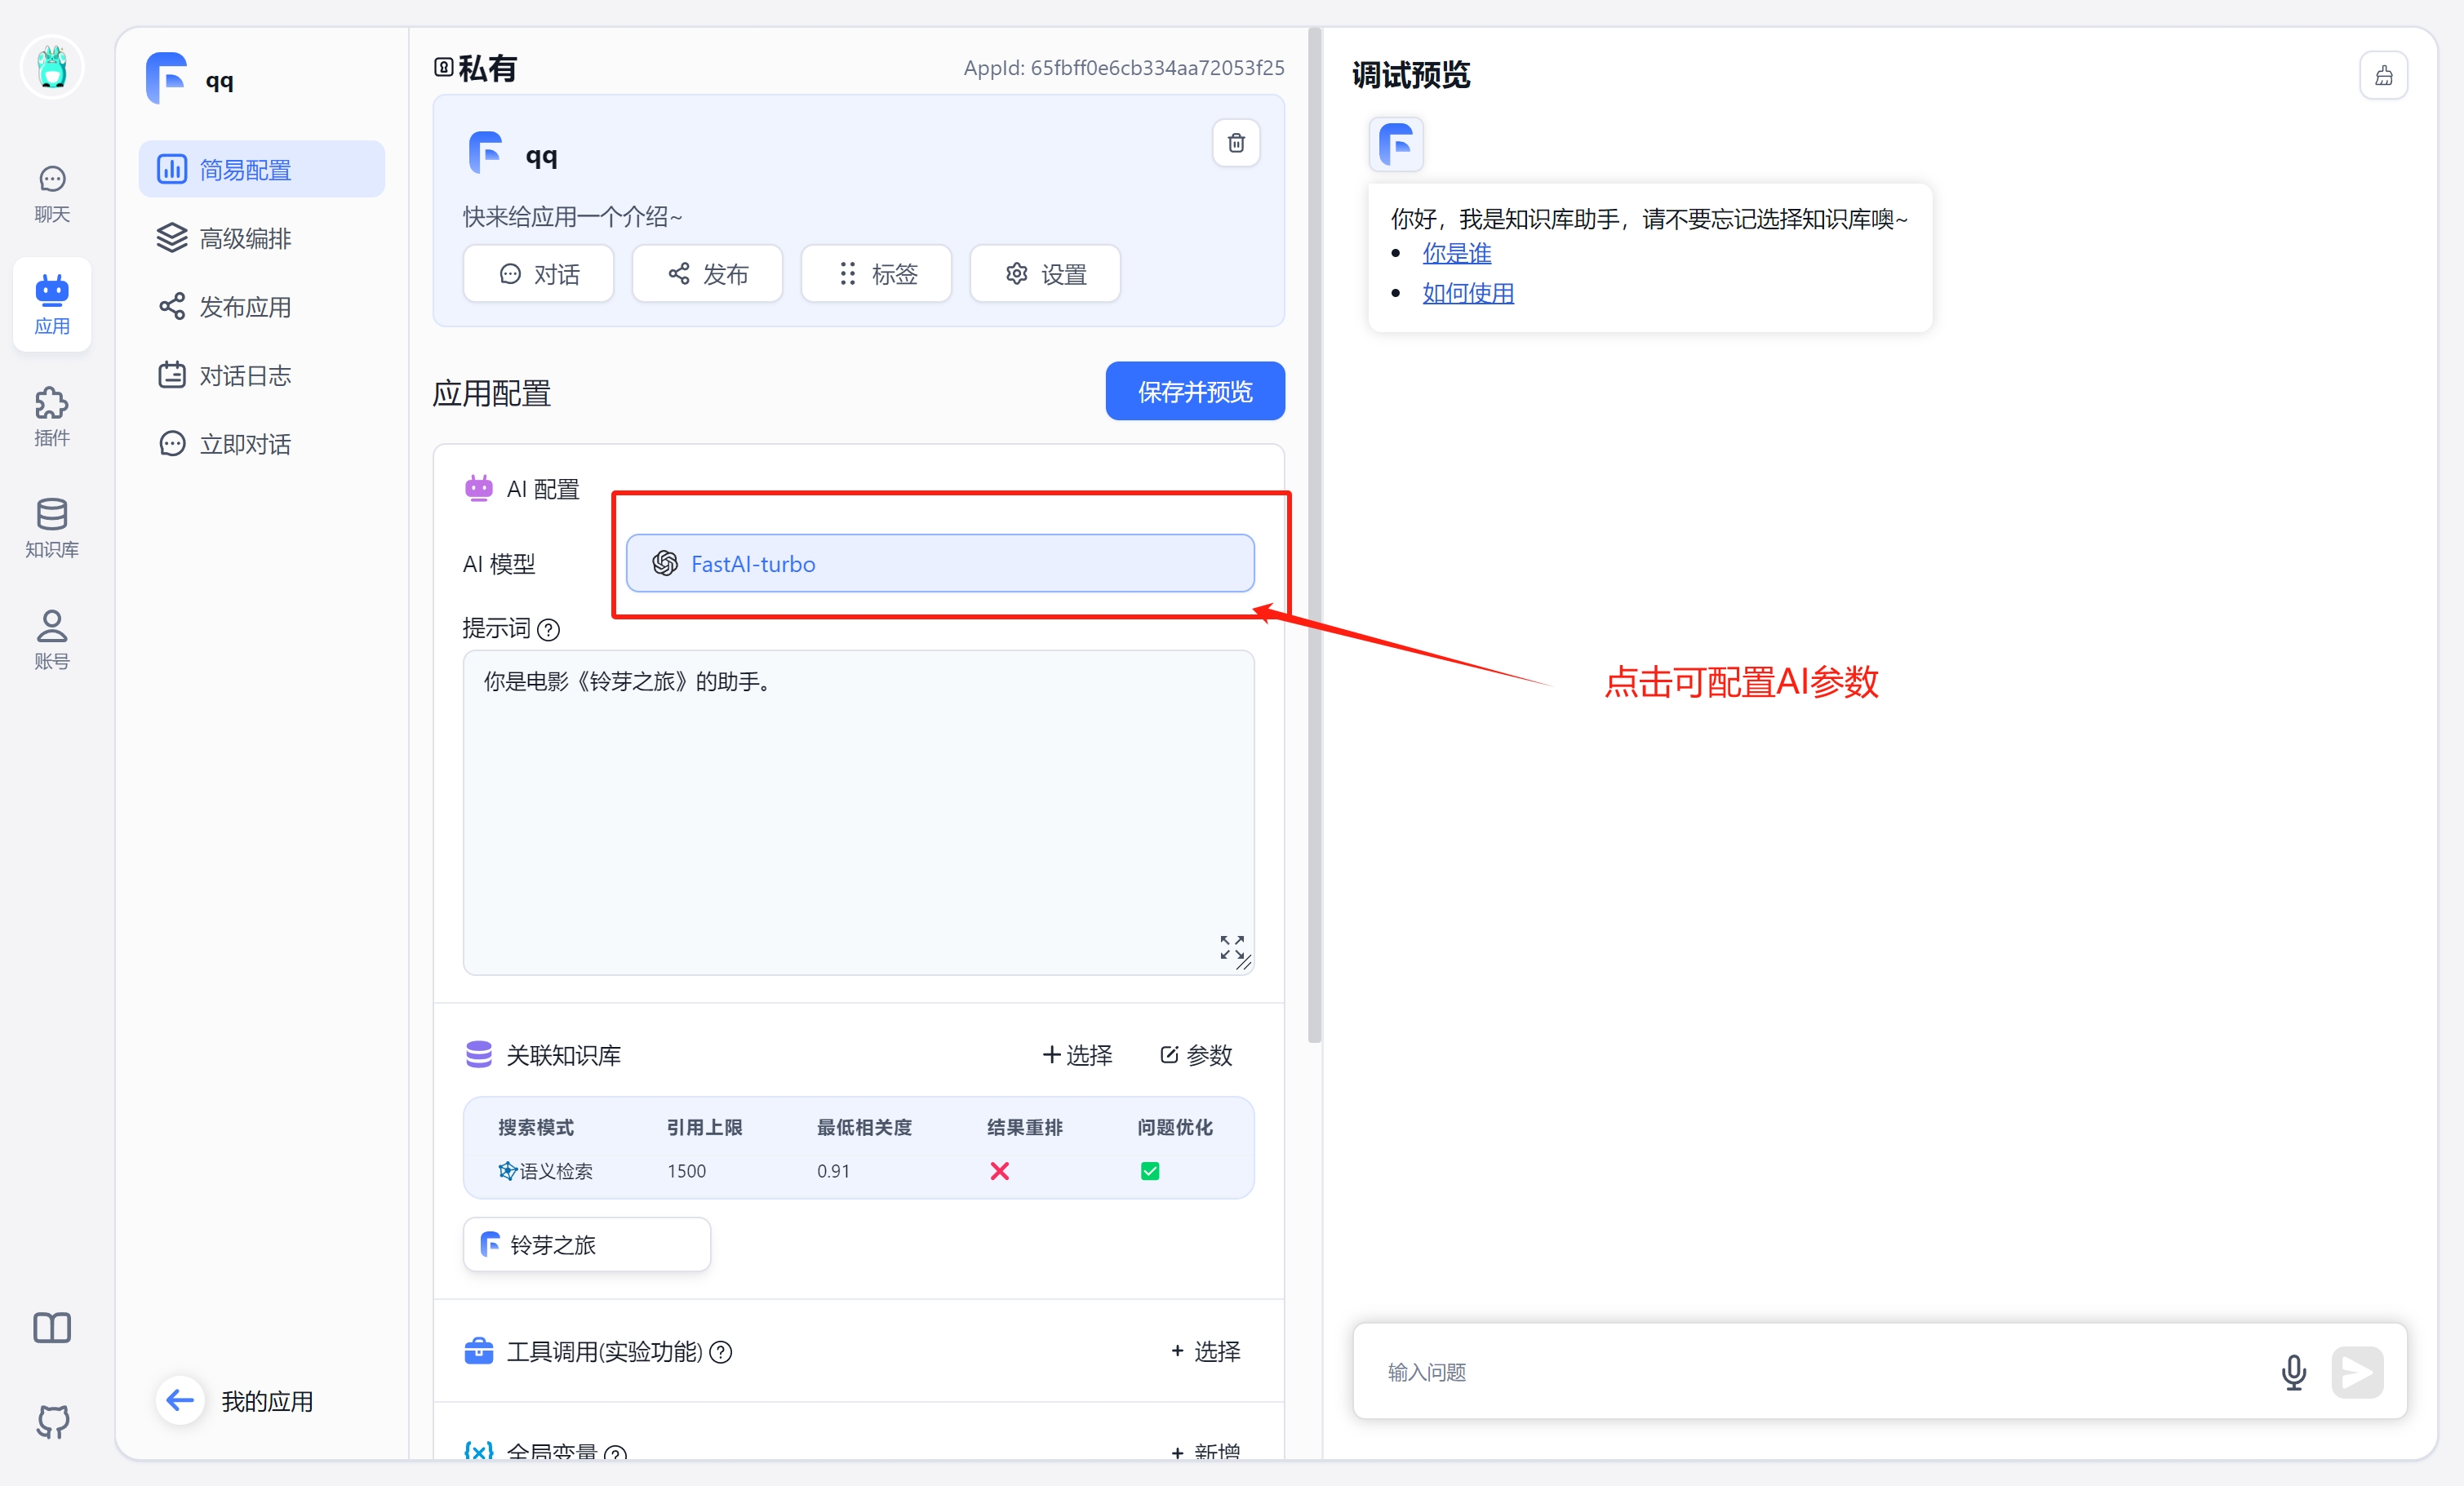 聊天
应用
插件
知识库
账号
qq
简易配置
高级编排
发布应用
对话日志
立即对话
我的应用
私有
AppId: 65fbff0e6cb334aa72053f25
qq
快来给应用一个介绍~
对话
发布
标签
设置
应用配置
保存并预览
AI 配置
AI 模型
FastAI-turbo
提示词
你是电影《铃芽之旅》的助手。
关联知识库
+选择
参数
搜索模式 引用上限 最低相关度 结果重排 问题优化
语义检索 1500 0.91
铃芽之旅
工具调用(实验功能)
+ 选择
全局变量
+ 新增
调试预览
你好，我是知识库助手，请不要忘记选择知识库噢~
• 你是谁
• 如何使用
点击可配置AI参数
输入问题